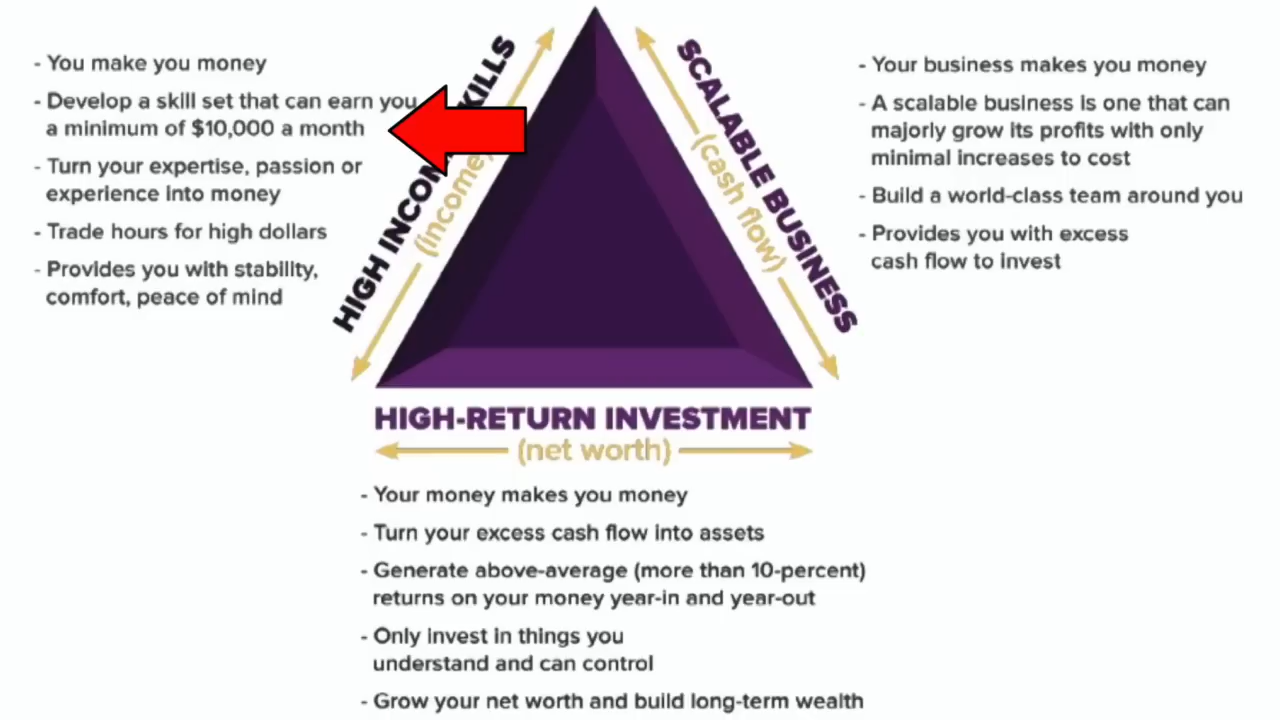 - You make you money
- Develop a skill set that can earn you
a minimum of $10,000 a month
- Turn your expertise, passion or
experience into money
- Trade hours for high dollars
- Provides you with stability,
comfort, peace of mind
HIGH INCOM SKILLS
(income)
SCALABLE BUSINESS
(cash flow)
- Your business makes you money
- A scalable business is one that can
majorly grow its profits with only
minimal increases to cost
- Build a world-class team around you
- Provides you with excess
cash flow to invest
HIGH-RETURN INVESTMENT
(net worth)
- Your money makes you money
- Turn your excess cash flow into assets
- Generate above-average (more than 10-percent)
returns on your money year-in and year-out
- Only invest in things you
understand and can control
- Grow your net worth and build long-term wealth